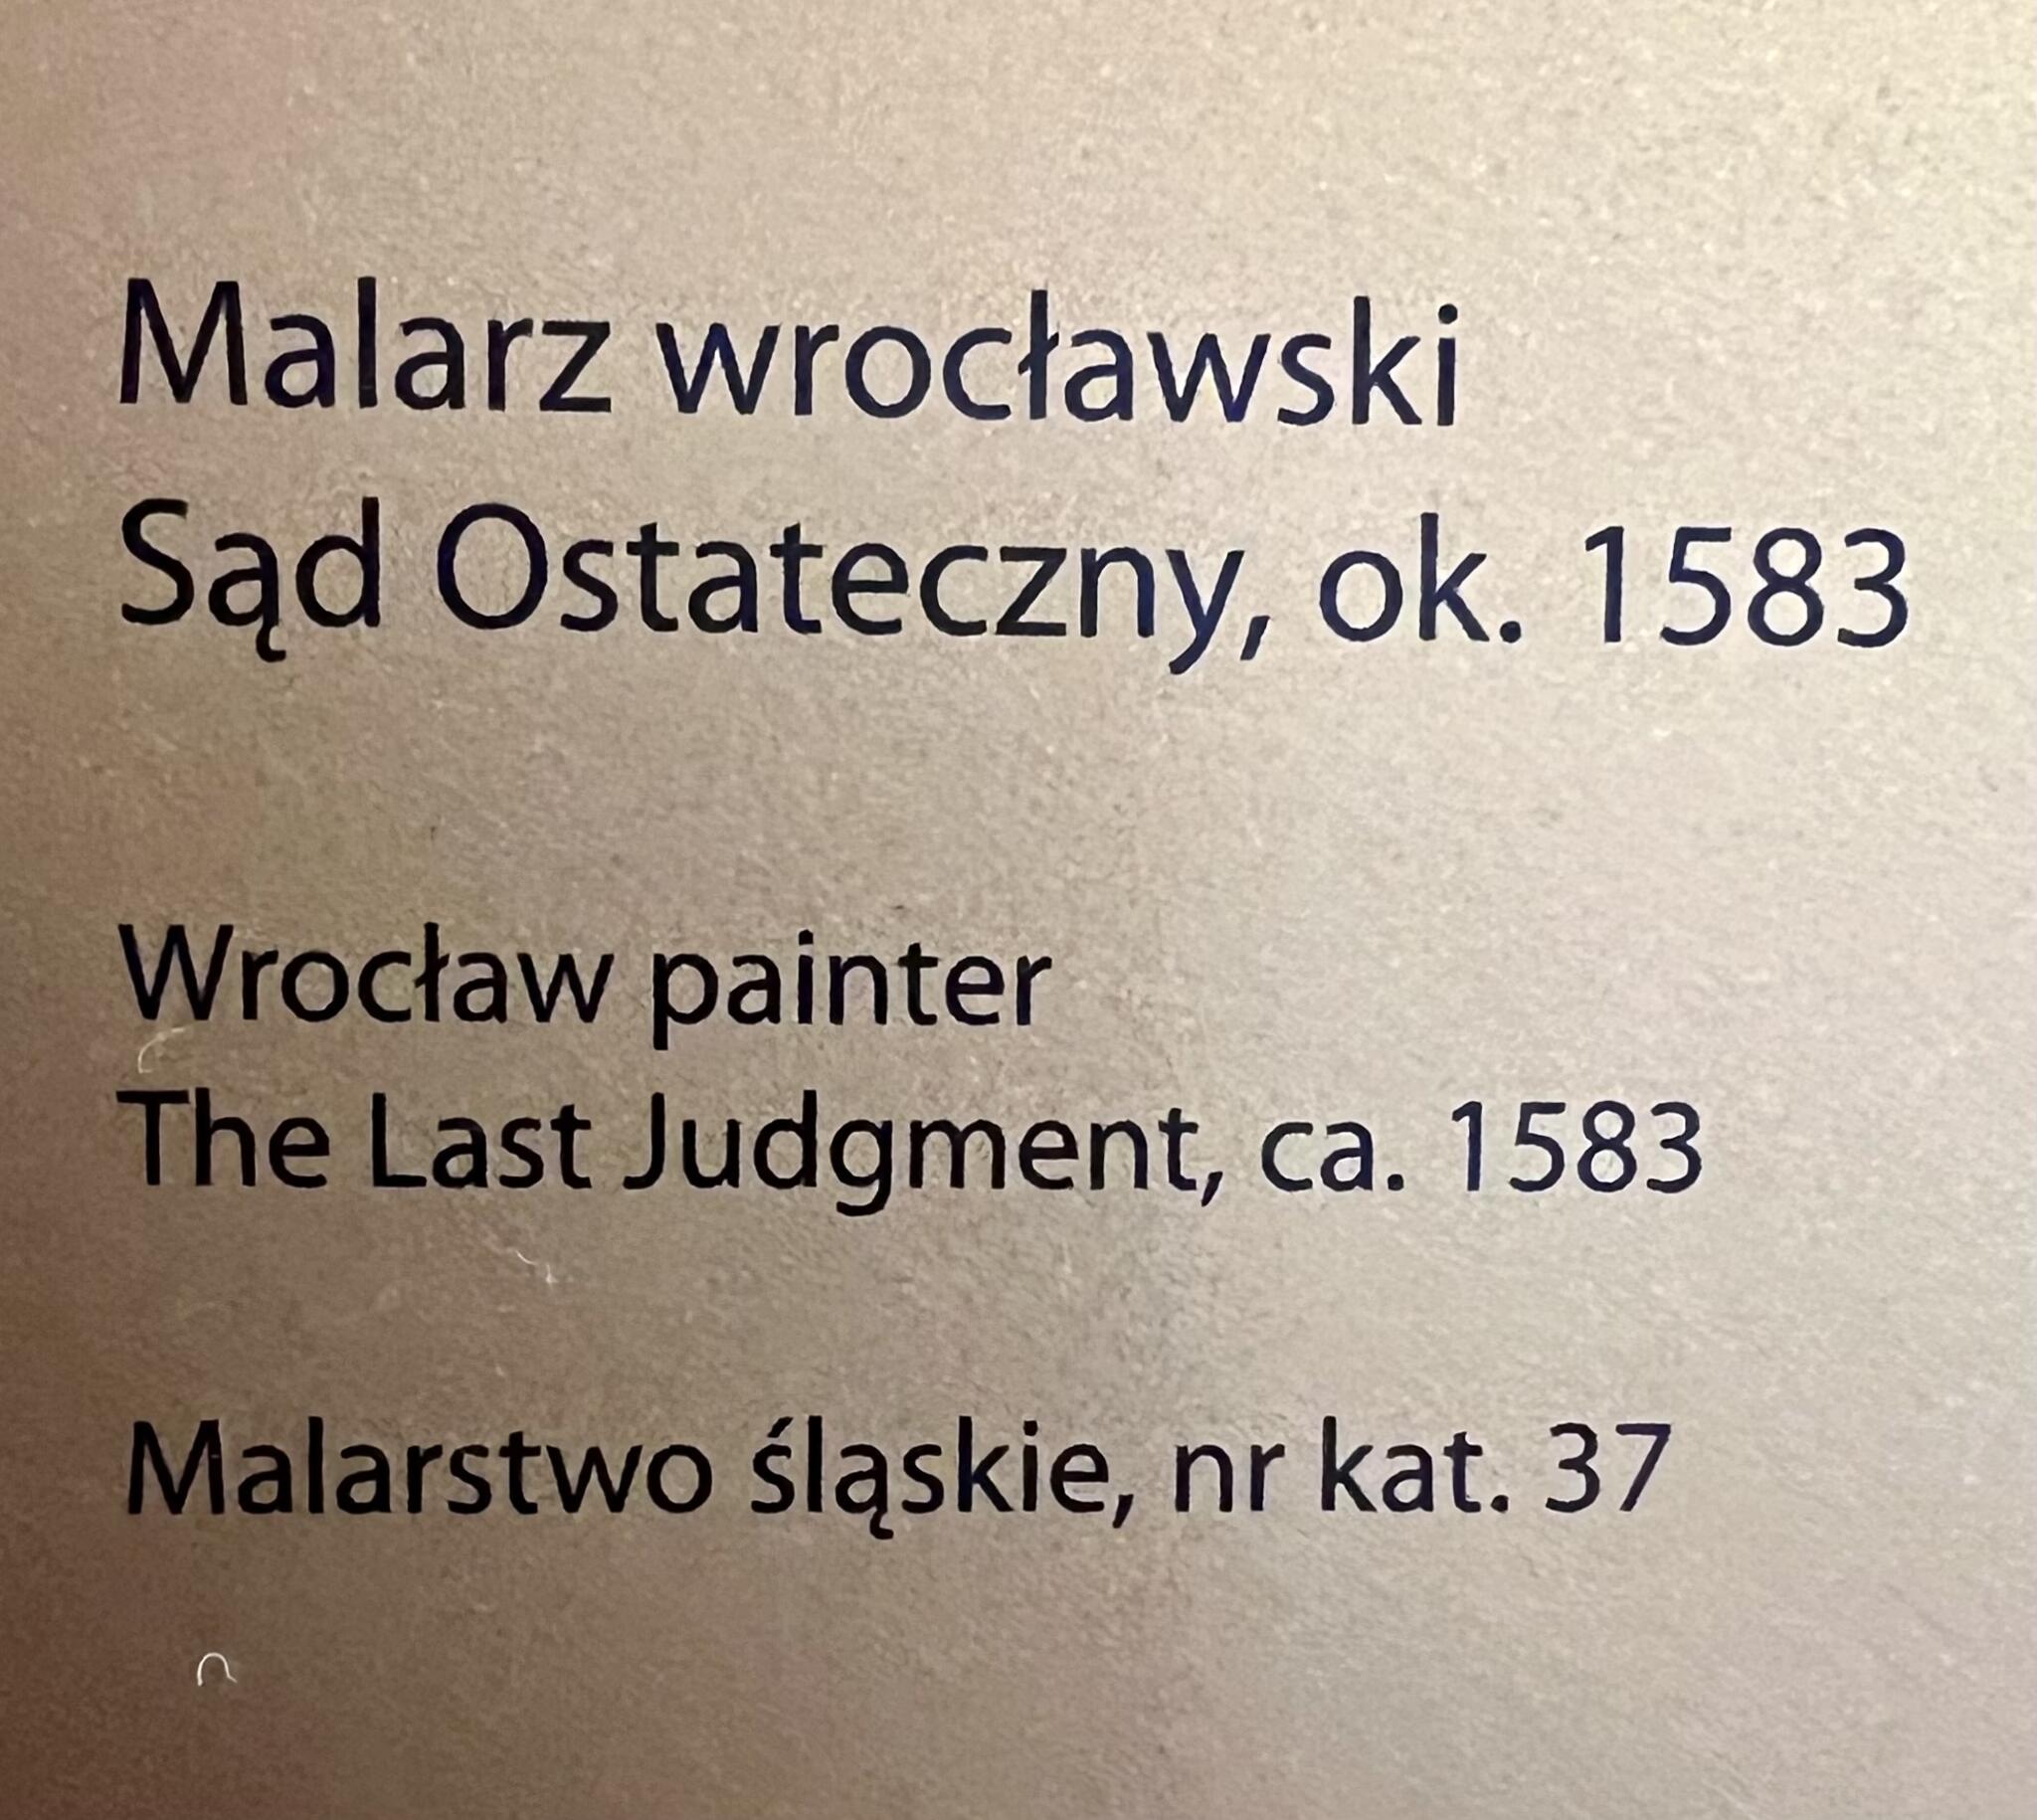 Malarz wrocławski
Sąd Ostateczny, ok. 1583
Wrocław painter
The Last Judgment, ca. 1583
Malarstwo śląskie, nr kat. 37